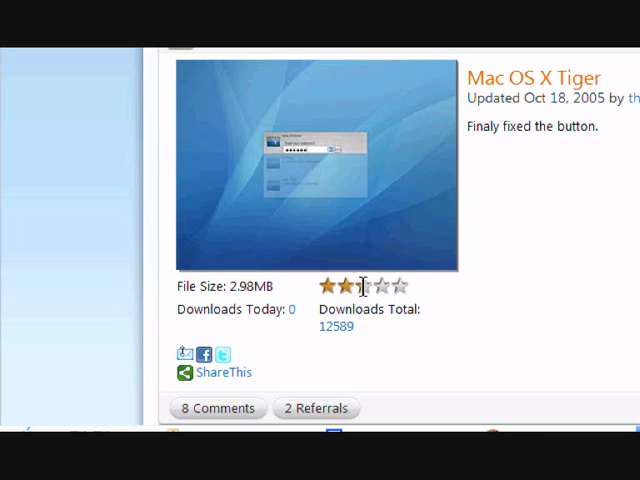 Mac OS X Tiger
Updated Oct 18, 2005 by th
Finaly fixed the button.
File Size: 2.98MB
Downloads Today: 0
Downloads Total:
12589
ShareThis
8 Comments
2 Referrals